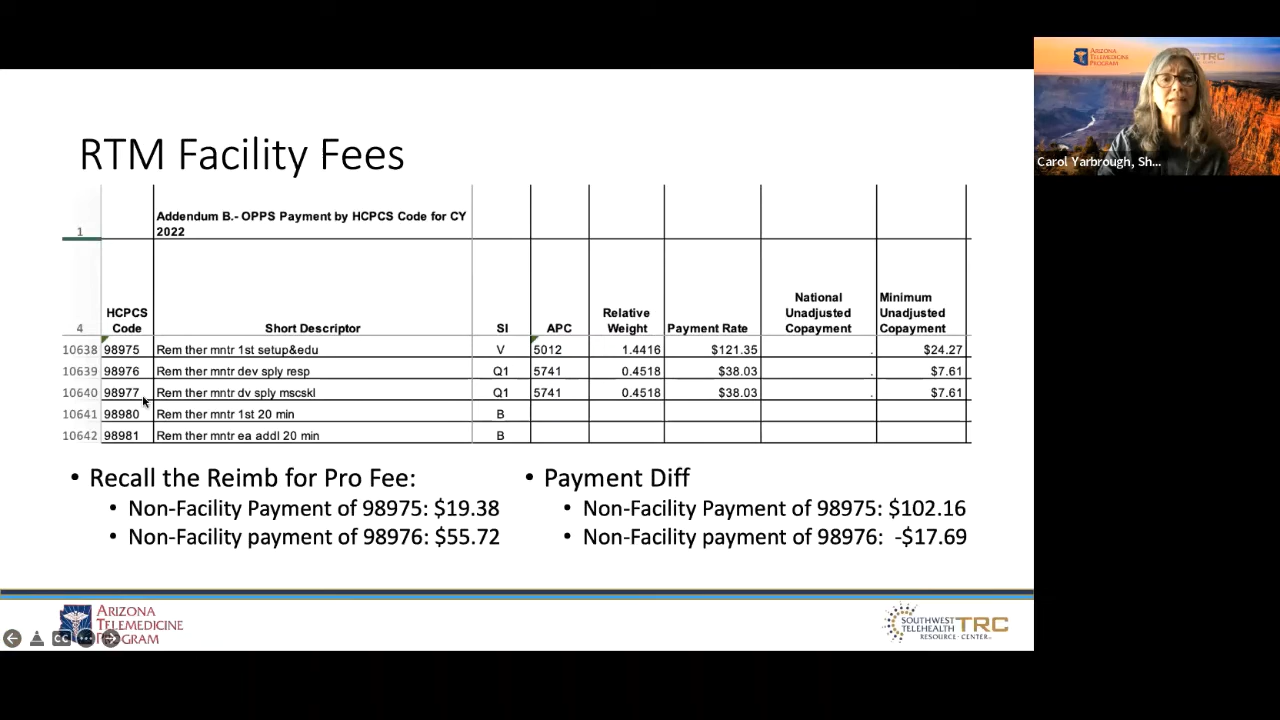 ARIZONA
TELEMEDICINE
PROGRAM
TRC
Carol Yarbrough, Sh...
RTM Facility Fees
1 Addendum B.- OPPS Payment by HCPCS Code for CY
2022
4 HCPCS Code Short Descriptor SI APC Relative Weight Payment Rate National Unadjusted Copayment Minimum Unadjusted Copayment
10638 98975 Rem ther mntr 1st setup&edu V 5012 1.4416 $121.35 . $24.27
10639 98976 Rem ther mntr dev sply resp Q1 5741 0.4518 $38.03 . $7.61
10640 98977 Rem ther mntr dv sply mscskl Q1 5741 0.4518 $38.03 $7.61
10641 98980 Rem ther mntr 1st 20 min B
10642 98981 Rem ther mntr ea addl 20 min B
• Recall the Reimb for Pro Fee:
• Non-Facility Payment of 98975: $19.38
• Non-Facility payment of 98976: $55.72
• Payment Diff
• Non-Facility Payment of 98975: $102.16
• Non-Facility payment of 98976: -$17.69
ARIZONA
TELEMEDICINE
PROGRAM
CC
SOUTHWEST
TELEHEALTH
RESOURCE CENTER
TRC